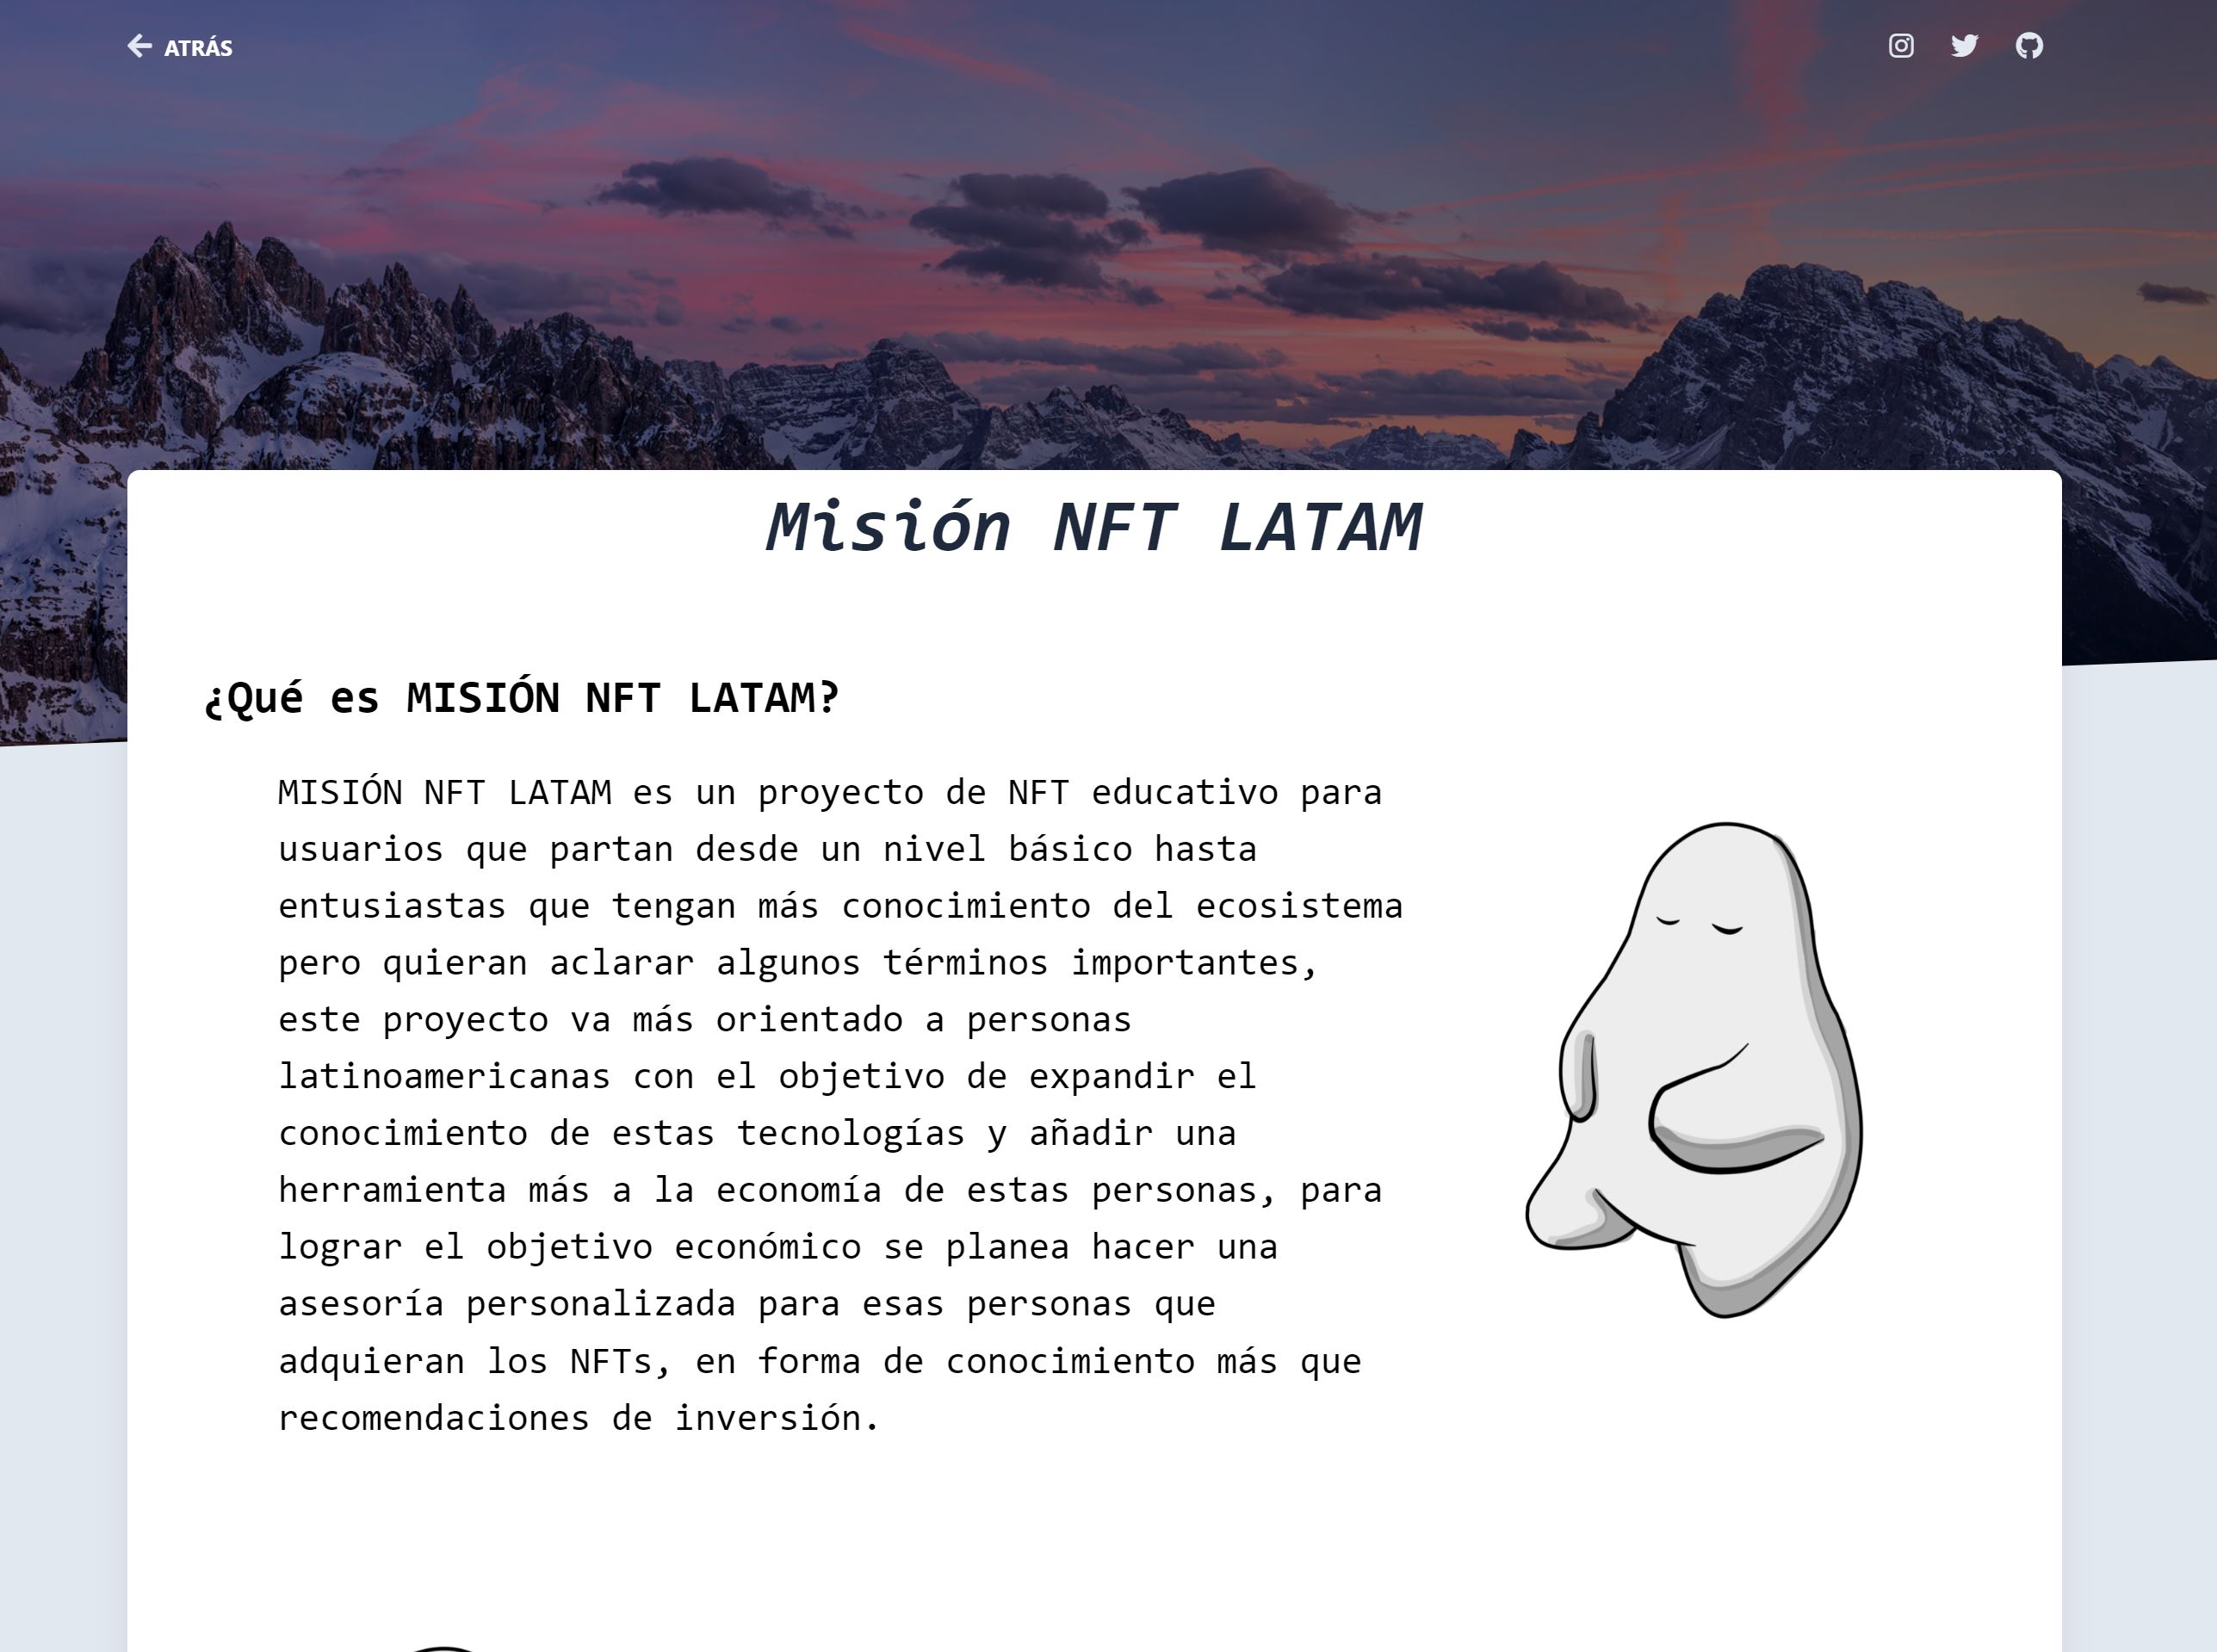 ATRÁS
Misión NFT LATAM
¿Qué es MISIÓN NFT LATAM?
MISIÓN NFT LATAM es un proyecto de NFT educativo para
usuarios que partan desde un nivel básico hasta
entusiastas que tengan más conocimiento del ecosistema
pero quieran aclarar algunos términos importantes,
este proyecto va más orientado a personas
latinoamericanas con el objetivo de expandir el
conocimiento de estas tecnologías y añadir una
herramienta más a la economía de estas personas, para
lograr el objetivo económico se planea hacer una
asesoría personalizada para esas personas que
adquieran los NFTs, en forma de conocimiento más que
recomendaciones de inversión.